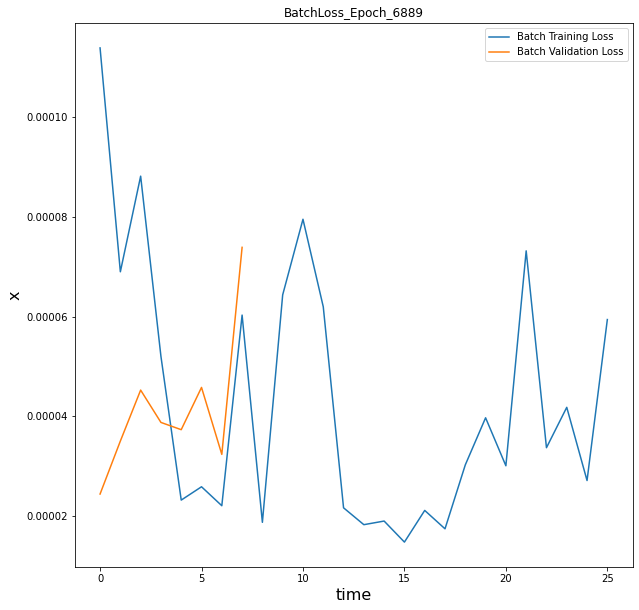 BatchLoss_Epoch_6889
Batch Training Loss
Batch Validation Loss
0.00010
0.00008
0.00006
0.00004
0.00002
x
0 5 10 15 20 25
time